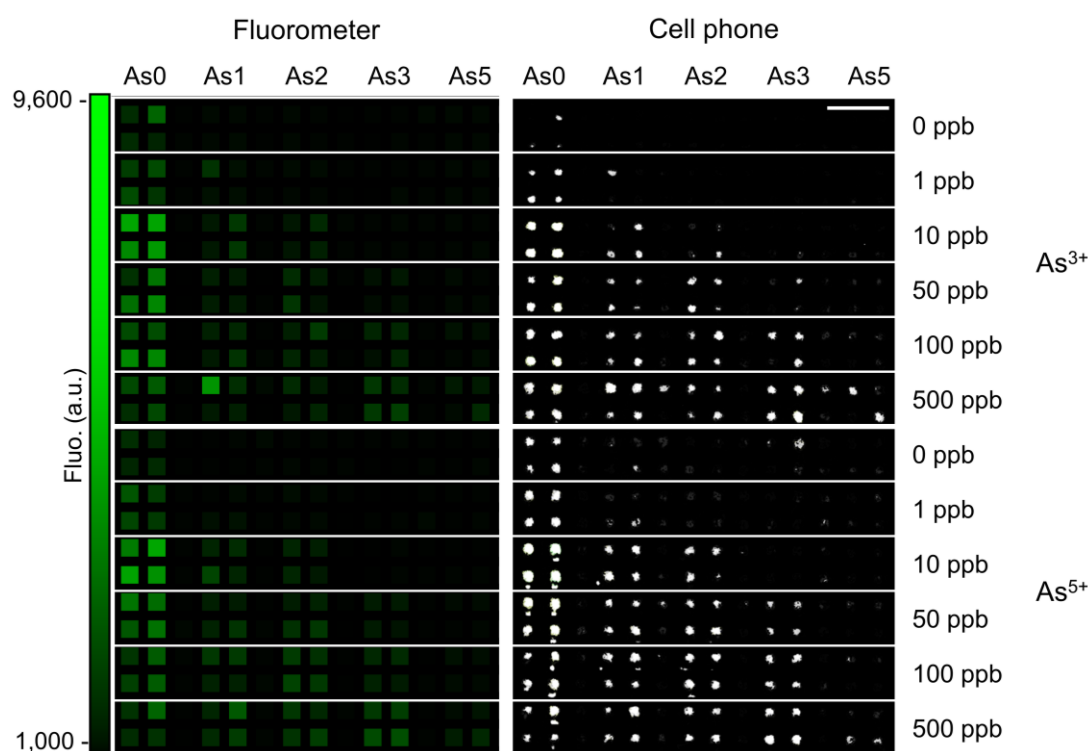 Fluorometer Cell phone
As0 As1 As2 As3 As5 As0 As1 As2 As3 As5
9,600
0 ppb
1 ppb
10 ppb
As³⁺
50 ppb
100 ppb
Fluo. (a.u.)
500 ppb
0 ppb
1 ppb
10 ppb
As⁵⁺
50 ppb
100 ppb
500 ppb
1,000